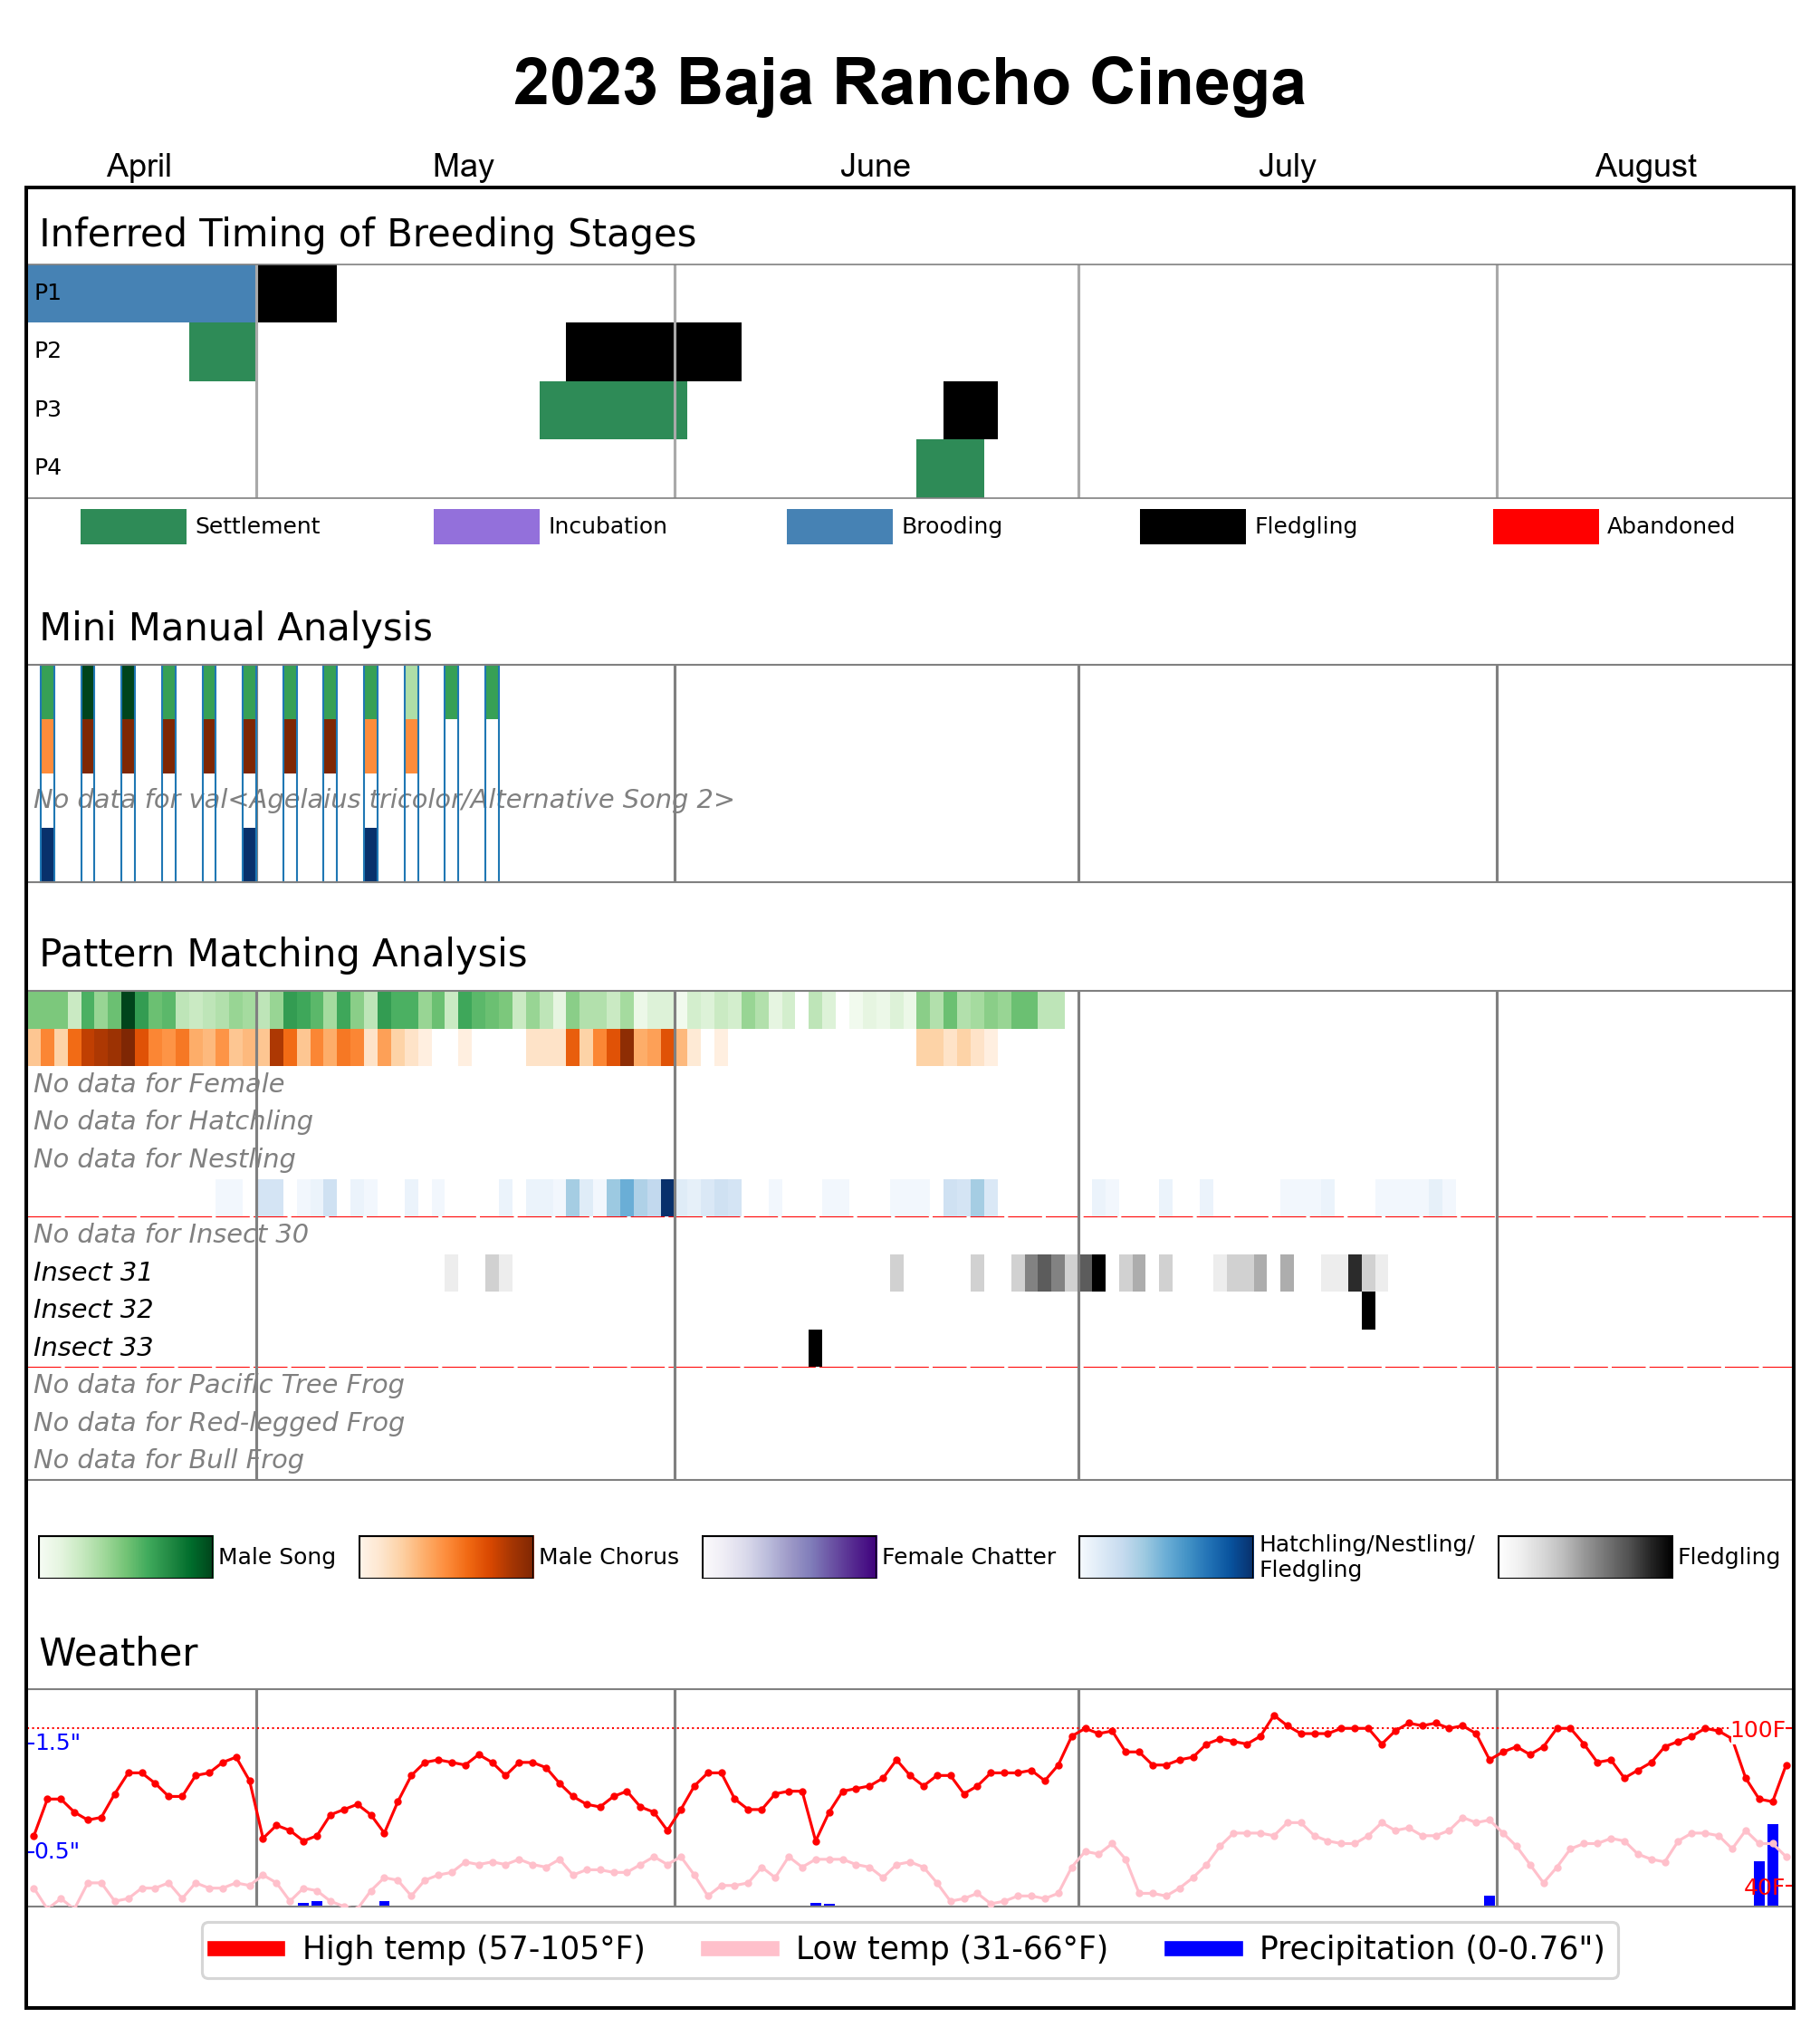 2023 Baja Rancho Cinega
April May June July August
Inferred Timing of Breeding Stages
P1
P2
P3
P4
Settlement Incubation Brooding Fledgling Abandoned
Mini Manual Analysis
No data for val<Agelaius tricolor/Alternative Song 2>
Pattern Matching Analysis
No data for Female
No data for Hatchling
No data for Nestling
No data for Insect 30
Insect 31
Insect 32
Insect 33
No data for Pacific Tree Frog
No data for Red-legged Frog
No data for Bull Frog
Male Song Male Chorus Female Chatter Hatchling/Nestling/
Fledgling Fledgling
Weather
100F
1.5"
0.5"
40F
High temp (57-105°F) Low temp (31-66°F) Precipitation (0-0.76")